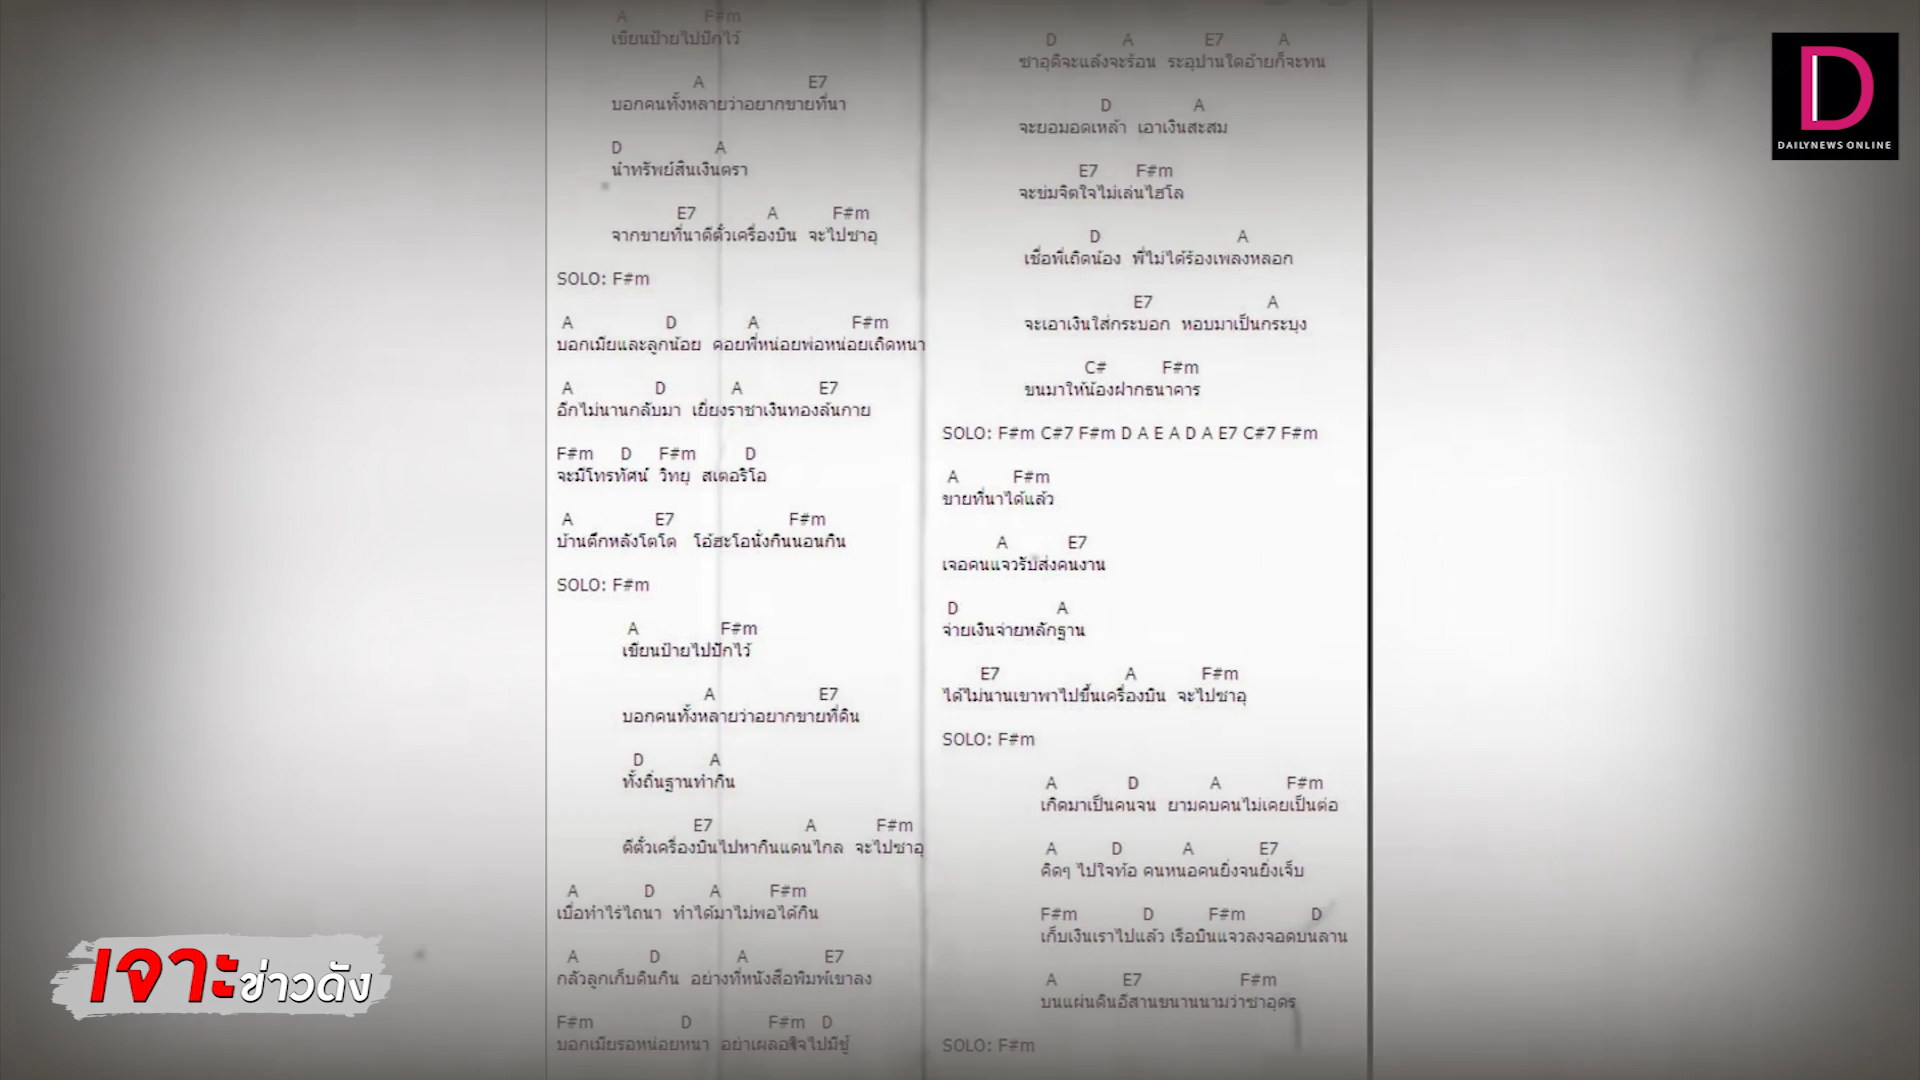 A F#m
เขียนป้ายไปปักไว้
A E7
บอกคนทั้งหลายว่าอยากขายที่นา
D A
นำทรัพย์สินเงินตรา
E7 A F#m
จากขายที่นาตีตั๋วเครื่องบิน จะไปซาอุ
SOLO: F#m
A D A F#m
บอกเมียและลูกน้อย คอยพี่หน่อยพ่อหน่อยเถิดหนา
A D A E7
อีกไม่นานกลับมา เยี่ยงราชาเงินทองล้นกาย
F#m D F#m D
จะมีโทรทัศน์ วิทยุ สเตอริโอ
A E7 F#m
บ้านตึกหลังโตโต โอ้ฮะโอนั่งกินนอนกิน
SOLO: F#m
A F#m
เขียนป้ายไปปักไว้
A E7
บอกคนทั้งหลายว่าอยากขายที่ดิน
D A
ทั้งถิ่นฐานทำกิน
E7 A F#m
ตีตั๋วเครื่องบินไปหากินแดนไกล จะไปซาอุ
A D A F#m
เบื่อทำไร่ไถนา ทำได้มาไม่พอได้กิน
A D A E7
กลัวลูกเก็บดินกิน อย่างที่หนังสือพิมพ์เขาลง
F#m D F#m D
บอกเมียรอหน่อยหนา อย่าเผลอใจไปมีชู้
D A E7 A
ซาอุดิจะแล้งจะร้อน ระอุปานใดอ้ายก็จะทน
D A
จะยอมอดเหล้า เอาเงินสะสม
E7 F#m
จะข่มจิตใจไม่เล่นไฮโล
D A
เชื่อพี่เถิดน้อง พี่ไม่ได้ร้องเพลงหลอก
E7 A
จะเอาเงินใส่กระบอก หอบมาเป็นกระบุง
C# F#m
ขนมาให้น้องฝากธนาคาร
SOLO: F#m C#7 F#m D A E A D A E7 C#7 F#m
A F#m
ขายที่นาได้แล้ว
A E7
เจอคนแจวรับส่งคนงาน
D A
จ่ายเงินจ่ายหลักฐาน
E7 A F#m
ได้ไม่นานเขาพาไปขึ้นเครื่องบิน จะไปซาอุ
SOLO: F#m
A D A F#m
เกิดมาเป็นคนจน ยามคบคนไม่เคยเป็นต่อ
A D A E7
คิดๆ ไปใจท้อ คนหนอคนยิ่งจนยิ่งเจ็บ
F#m D F#m D
เก็บเงินเราไปแล้ว เรือบินแจวลงจอดบนลาน
A E7 F#m
บนแผ่นดินอีสานขนานนามว่าซาอุดร
SOLO: F#m
D
DAILYNEWS ONLINE
เจาะข่าวดัง